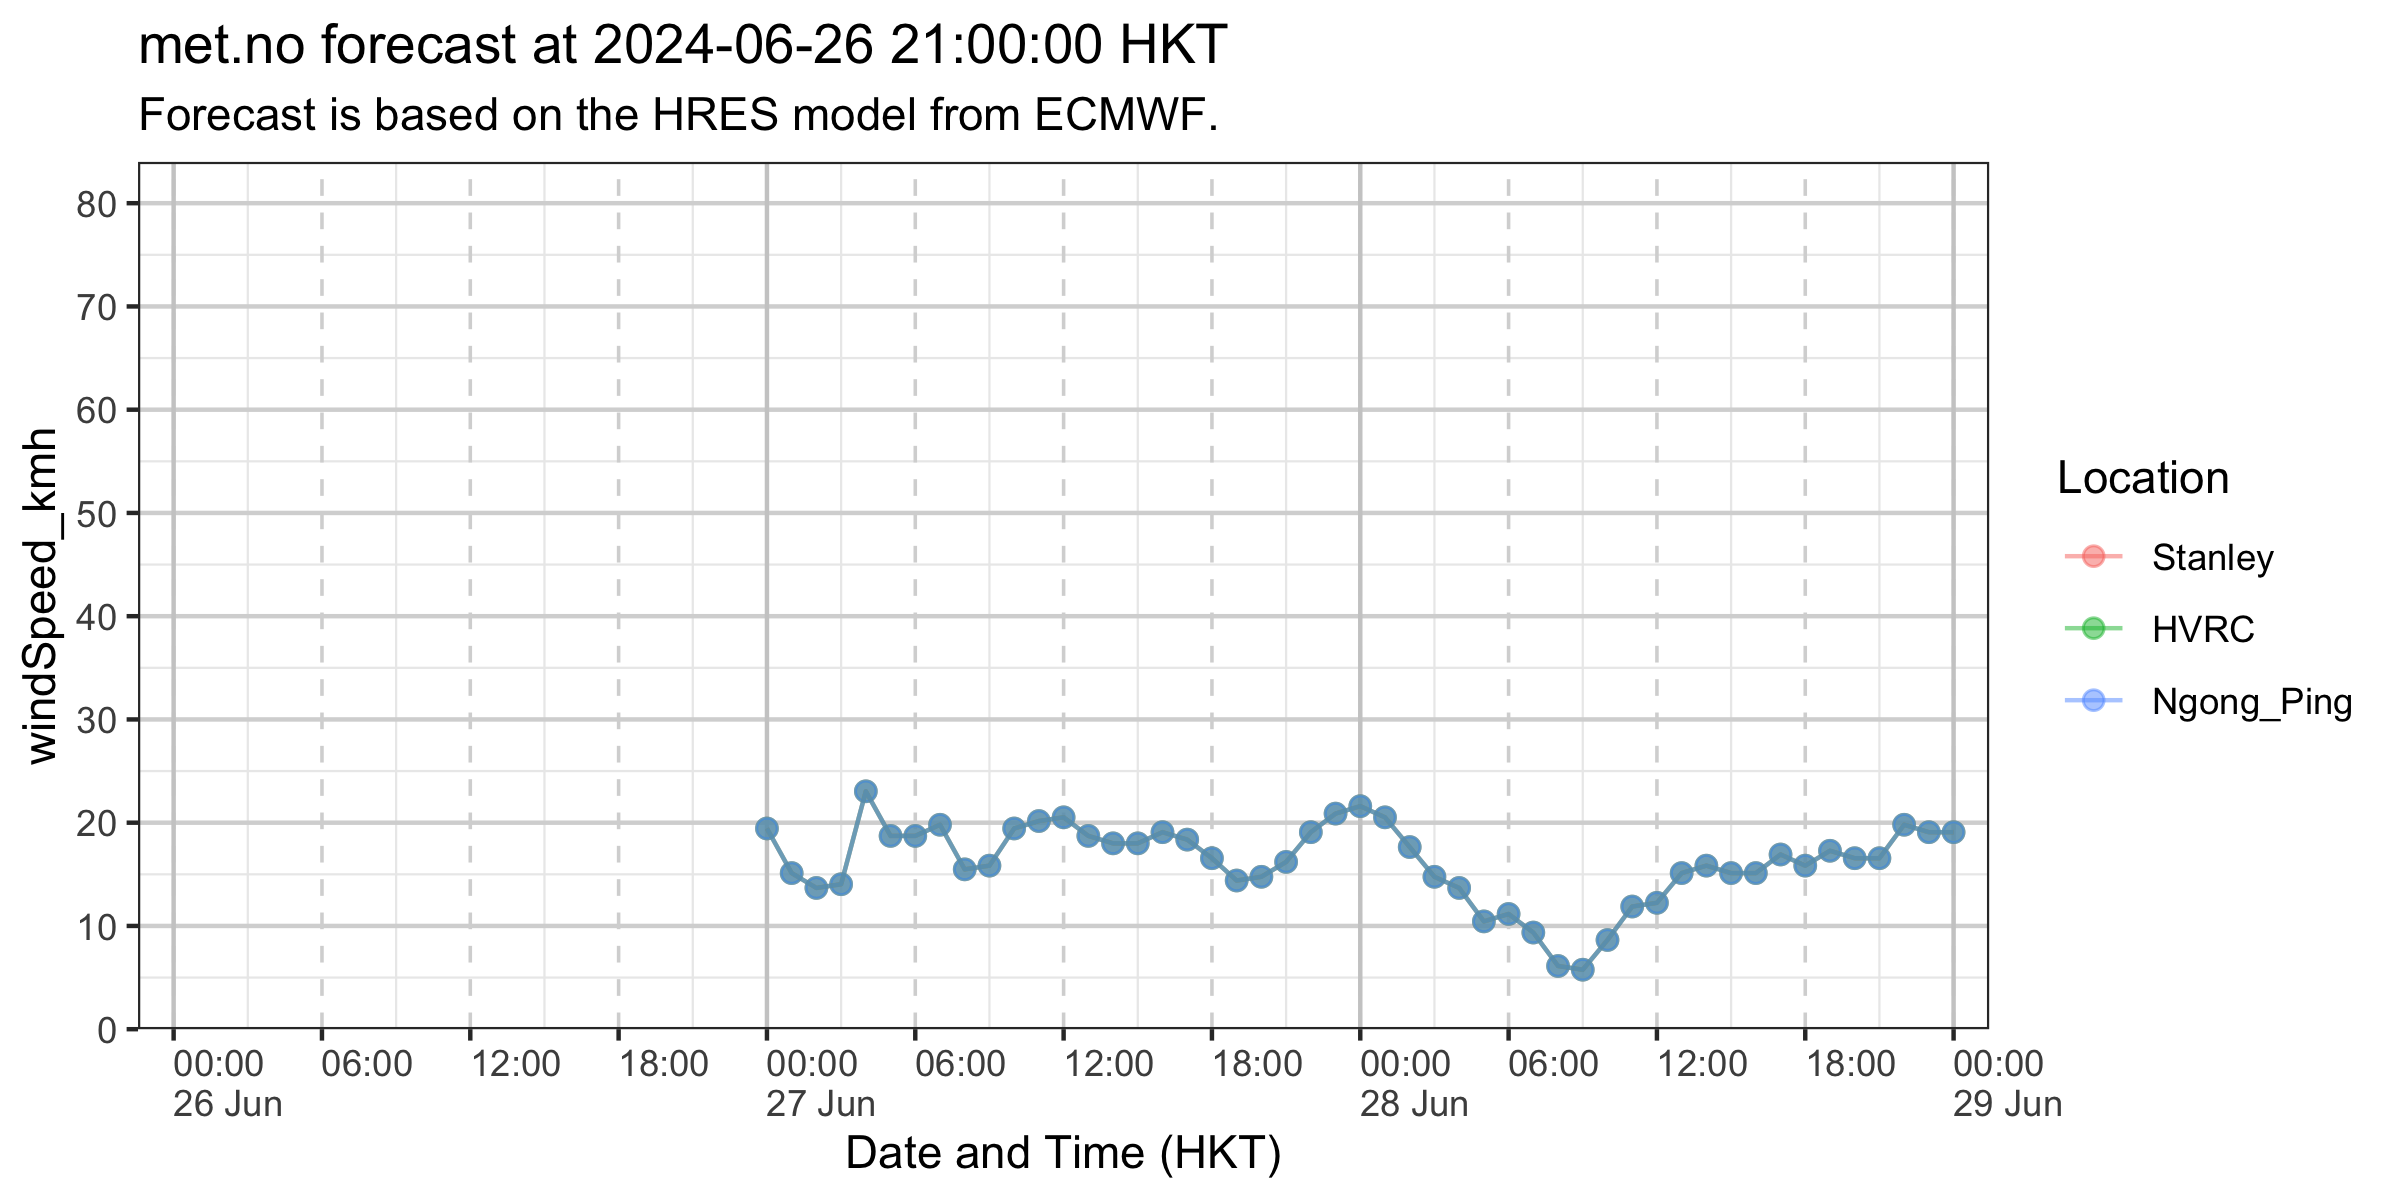 met.no forecast at 2024-06-26 21:00:00 HKT
Forecast is based on the HRES model from ECMWF.
windSpeed_kmh
80
70
60
50
40
30
20
10
0
00:00 06:00 12:00 18:00 00:00 06:00 12:00 18:00 00:00 06:00 12:00 18:00 00:00
26 Jun 27 Jun 28 Jun 29 Jun
Date and Time (HKT)
Location
Stanley
HVRC
Ngong_Ping